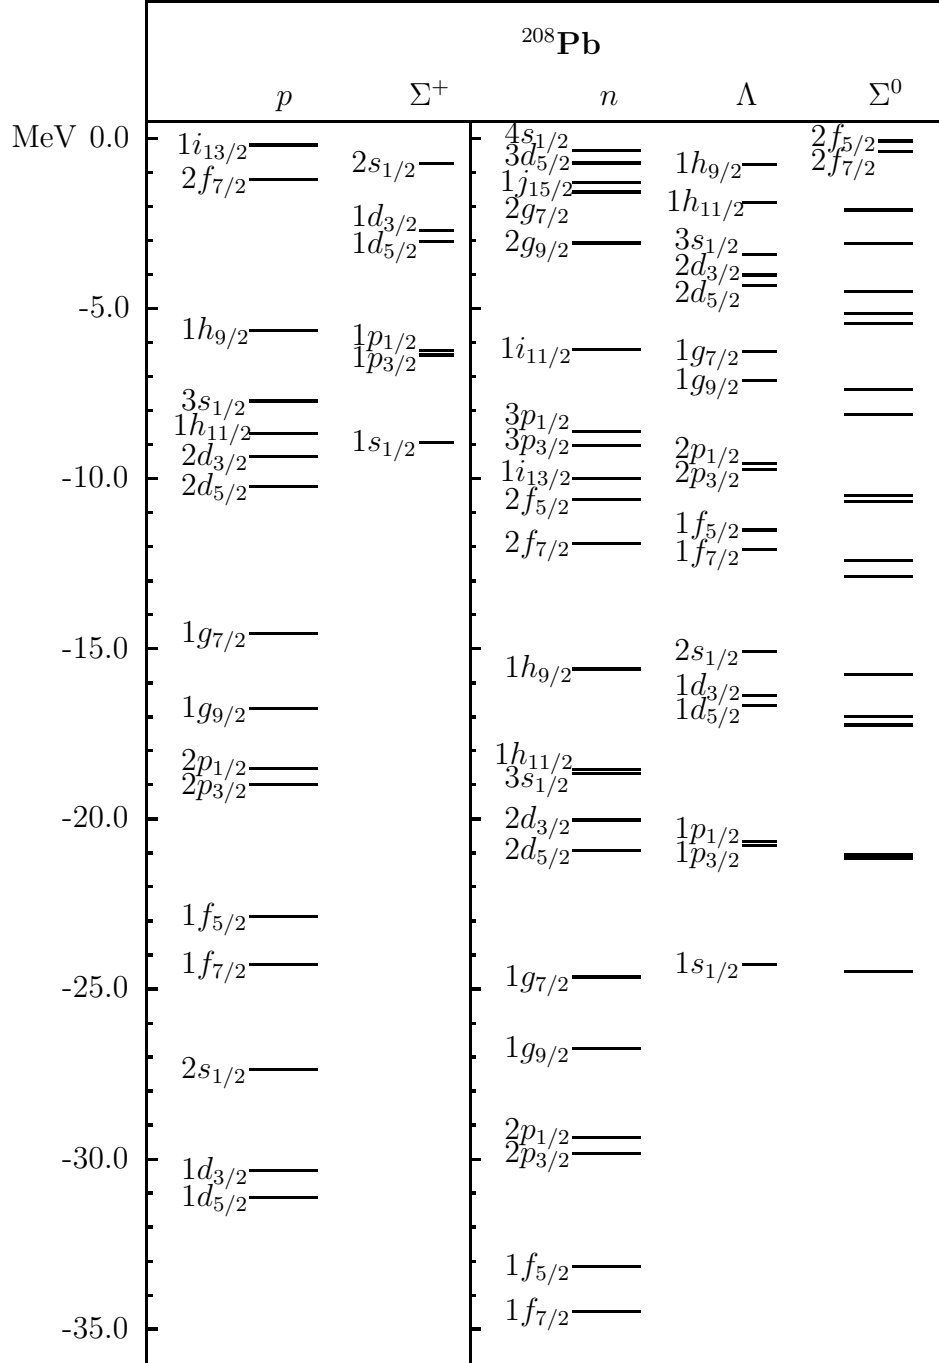 ²⁰⁸Pb
p Σ⁺ n Λ Σ⁰
MeV 0.0
-5.0
-10.0
-15.0
-20.0
-25.0
-30.0
-35.0
1i₁₃/₂
2f₇/₂
1h₉/₂
3s₁/₂
1h₁₁/₂
2d₃/₂
2d₅/₂
1g₇/₂
1g₉/₂
2p₁/₂
2p₃/₂
1f₅/₂
1f₇/₂
2s₁/₂
1d₃/₂
1d₅/₂
2s₁/₂
1d₃/₂
1d₅/₂
1p₁/₂
1p₃/₂
1s₁/₂
4s₁/₂
3d₅/₂
1j₁₅/₂
2g₇/₂
2g₉/₂
1i₁₁/₂
3p₁/₂
3p₃/₂
1i₁₃/₂
2f₅/₂
2f₇/₂
1h₉/₂
1h₁₁/₂
3s₁/₂
2d₃/₂
2d₅/₂
1g₇/₂
1g₉/₂
2p₁/₂
2p₃/₂
1f₅/₂
1f₇/₂
1h₉/₂
1h₁₁/₂
3s₁/₂
2d₃/₂
2d₅/₂
1g₇/₂
1g₉/₂
2p₁/₂
2p₃/₂
1f₅/₂
1f₇/₂
2s₁/₂
1d₃/₂
1d₅/₂
1p₁/₂
1p₃/₂
1s₁/₂
2f₅/₂
2f₇/₂